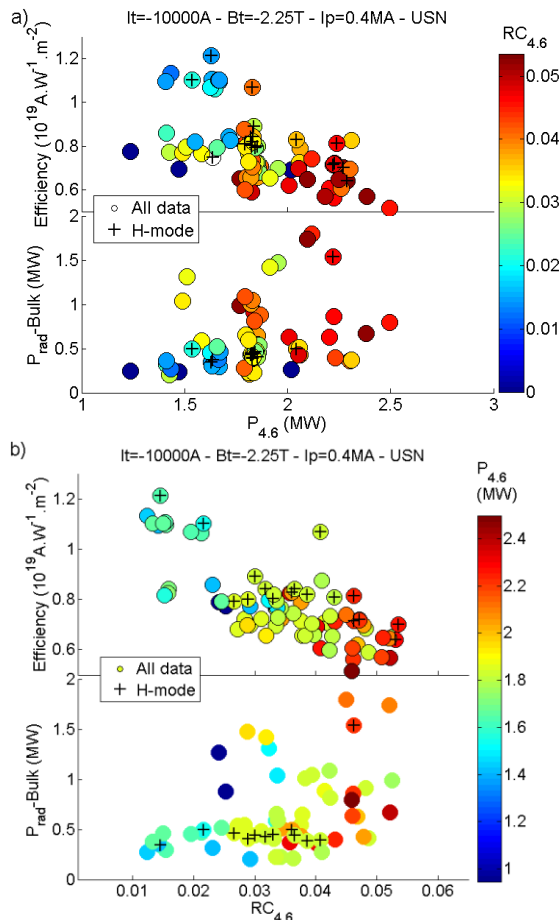 a)
It=-10000A - Bt=-2.25T - Ip=0.4MA - USN
RC4.6
Efficiency (10^19 A.W^-1.m^-2)
1.2
1
0.8
0.6
All data
H-mode
Prad-Bulk (MW)
2
1.5
1
0.5
0
1
1.5
2
2.5
3
P4.6 (MW)
0.05
0.04
0.03
0.02
0.01
0
b)
It=-10000A - Bt=-2.25T - Ip=0.4MA - USN
P4.6
(MW)
Efficiency (10^19 A.W^-1.m^-2)
1.2
1
0.8
0.6
All data
H-mode
Prad-Bulk (MW)
2
1.5
1
0.5
0
0.01
0.02
0.03
0.04
0.05
0.06
RC4.6
2.4
2.2
2
1.8
1.6
1.4
1.2
1